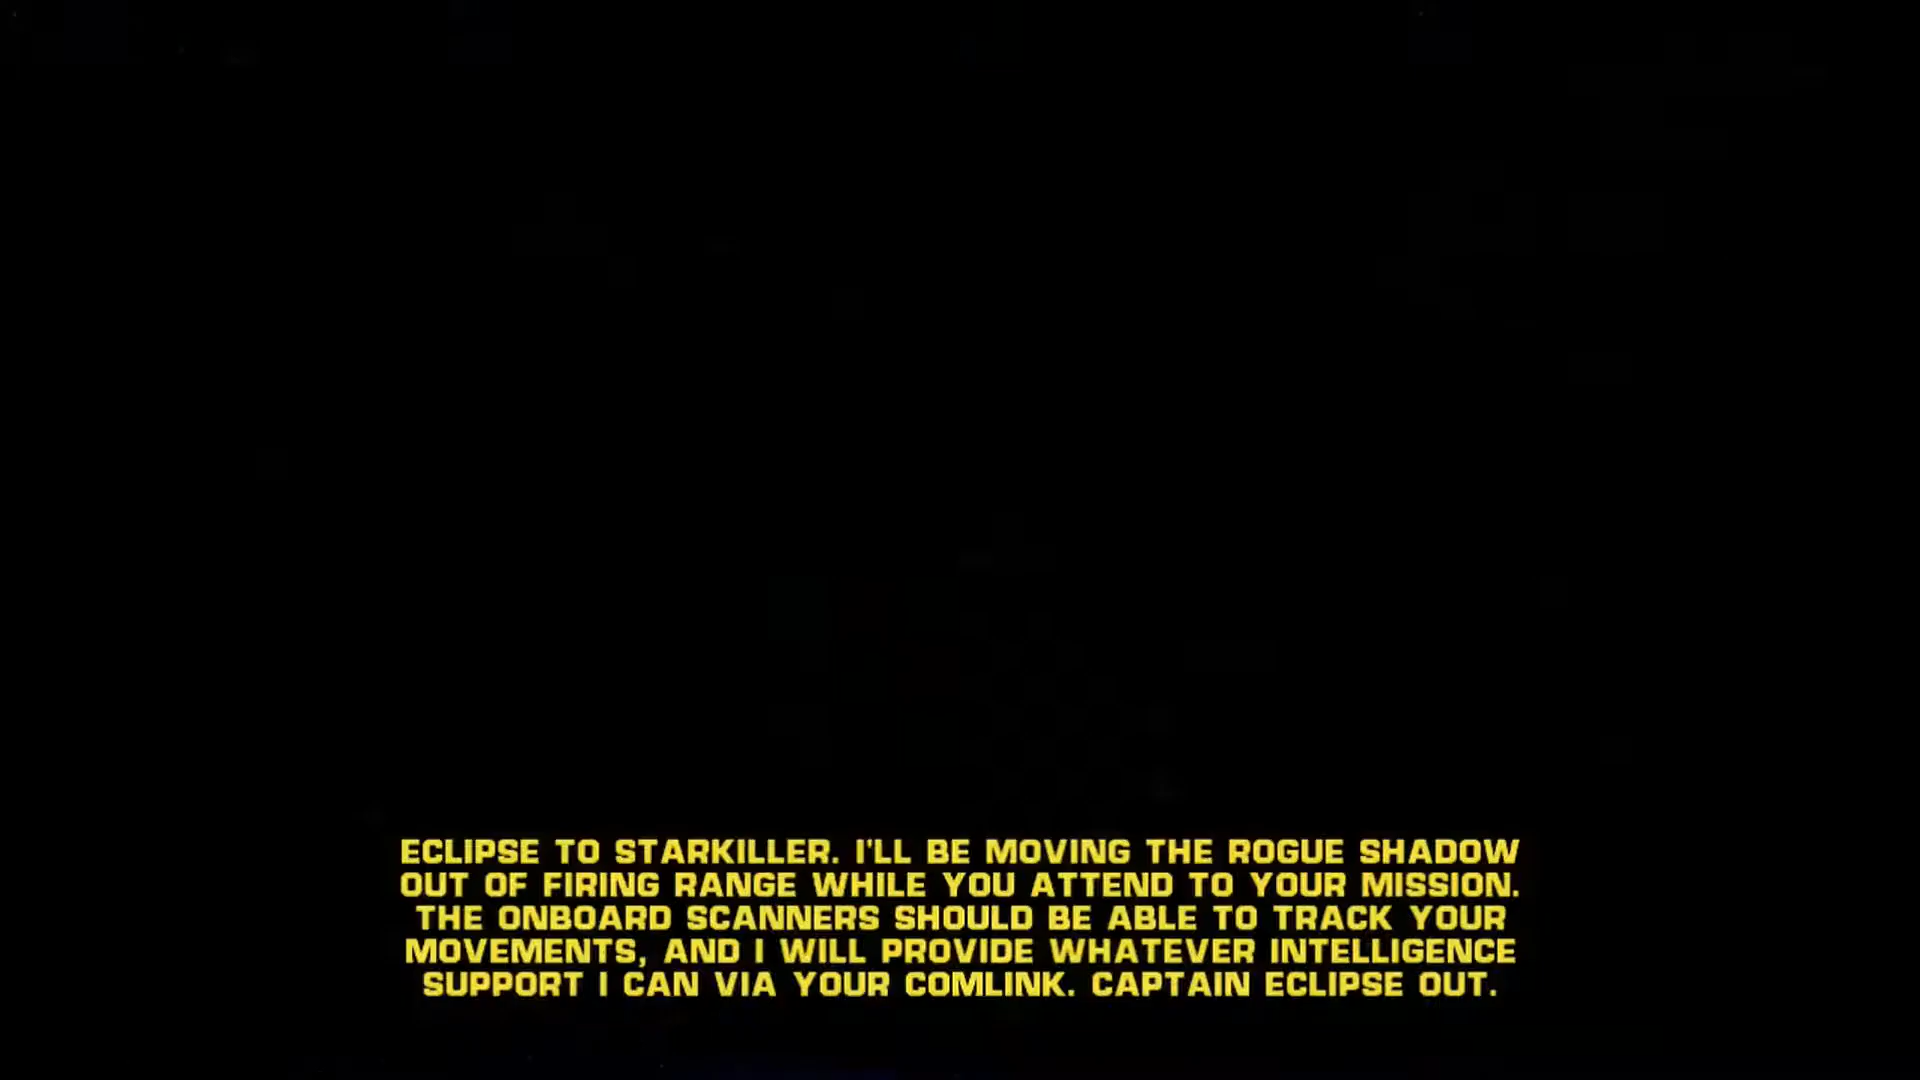 ECLIPSE TO STARKILLER. I'LL BE MOVING THE ROGUE SHADOW
OUT OF FIRING RANGE WHILE YOU ATTEND TO YOUR MISSION.
THE ONBOARD SCANNERS SHOULD BE ABLE TO TRACK YOUR
MOVEMENTS, AND I WILL PROVIDE WHATEVER INTELLIGENCE
SUPPORT I CAN VIA YOUR COMLINK. CAPTAIN ECLIPSE OUT.